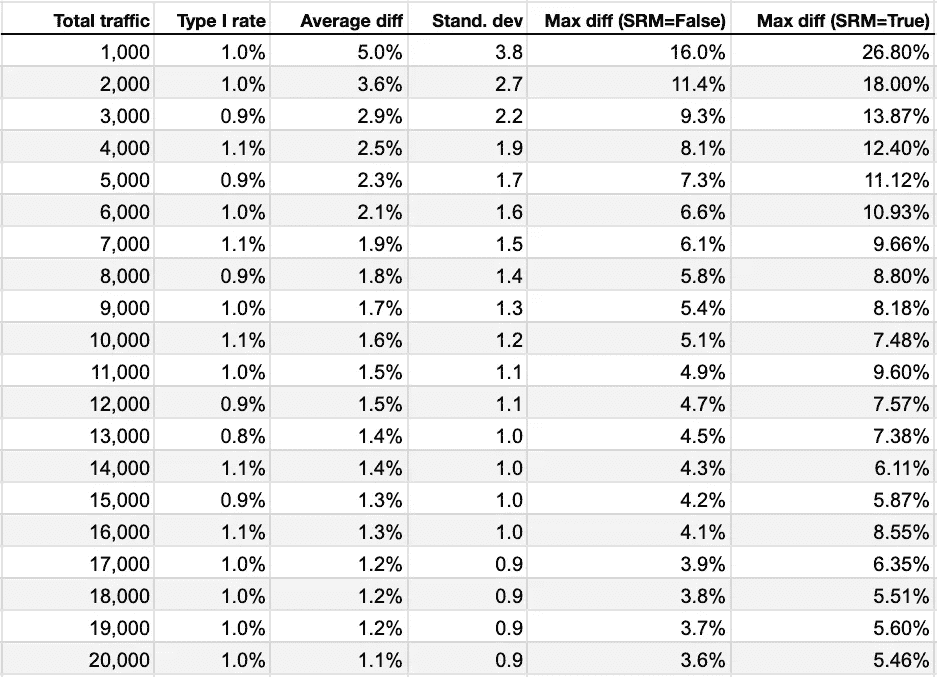 Total traffic Type I rate Average diff Stand. dev Max diff (SRM=False) Max diff (SRM=True)
1,000 1.0% 5.0% 3.8 16.0% 26.80%
2,000 1.0% 3.6% 2.7 11.4% 18.00%
3,000 0.9% 2.9% 2.2 9.3% 13.87%
4,000 1.1% 2.5% 1.9 8.1% 12.40%
5,000 0.9% 2.3% 1.7 7.3% 11.12%
6,000 1.0% 2.1% 1.6 6.6% 10.93%
7,000 1.1% 1.9% 1.5 6.1% 9.66%
8,000 0.9% 1.8% 1.4 5.8% 8.80%
9,000 1.0% 1.7% 1.3 5.4% 8.18%
10,000 1.1% 1.6% 1.2 5.1% 7.48%
11,000 1.0% 1.5% 1.1 4.9% 9.60%
12,000 0.9% 1.5% 1.1 4.7% 7.57%
13,000 0.8% 1.4% 1.0 4.5% 7.38%
14,000 1.1% 1.4% 1.0 4.3% 6.11%
15,000 0.9% 1.3% 1.0 4.2% 5.87%
16,000 1.1% 1.3% 1.0 4.1% 8.55%
17,000 1.0% 1.2% 0.9 3.9% 6.35%
18,000 1.0% 1.2% 0.9 3.8% 5.51%
19,000 1.0% 1.2% 0.9 3.7% 5.60%
20,000 1.0% 1.1% 0.9 3.6% 5.46%